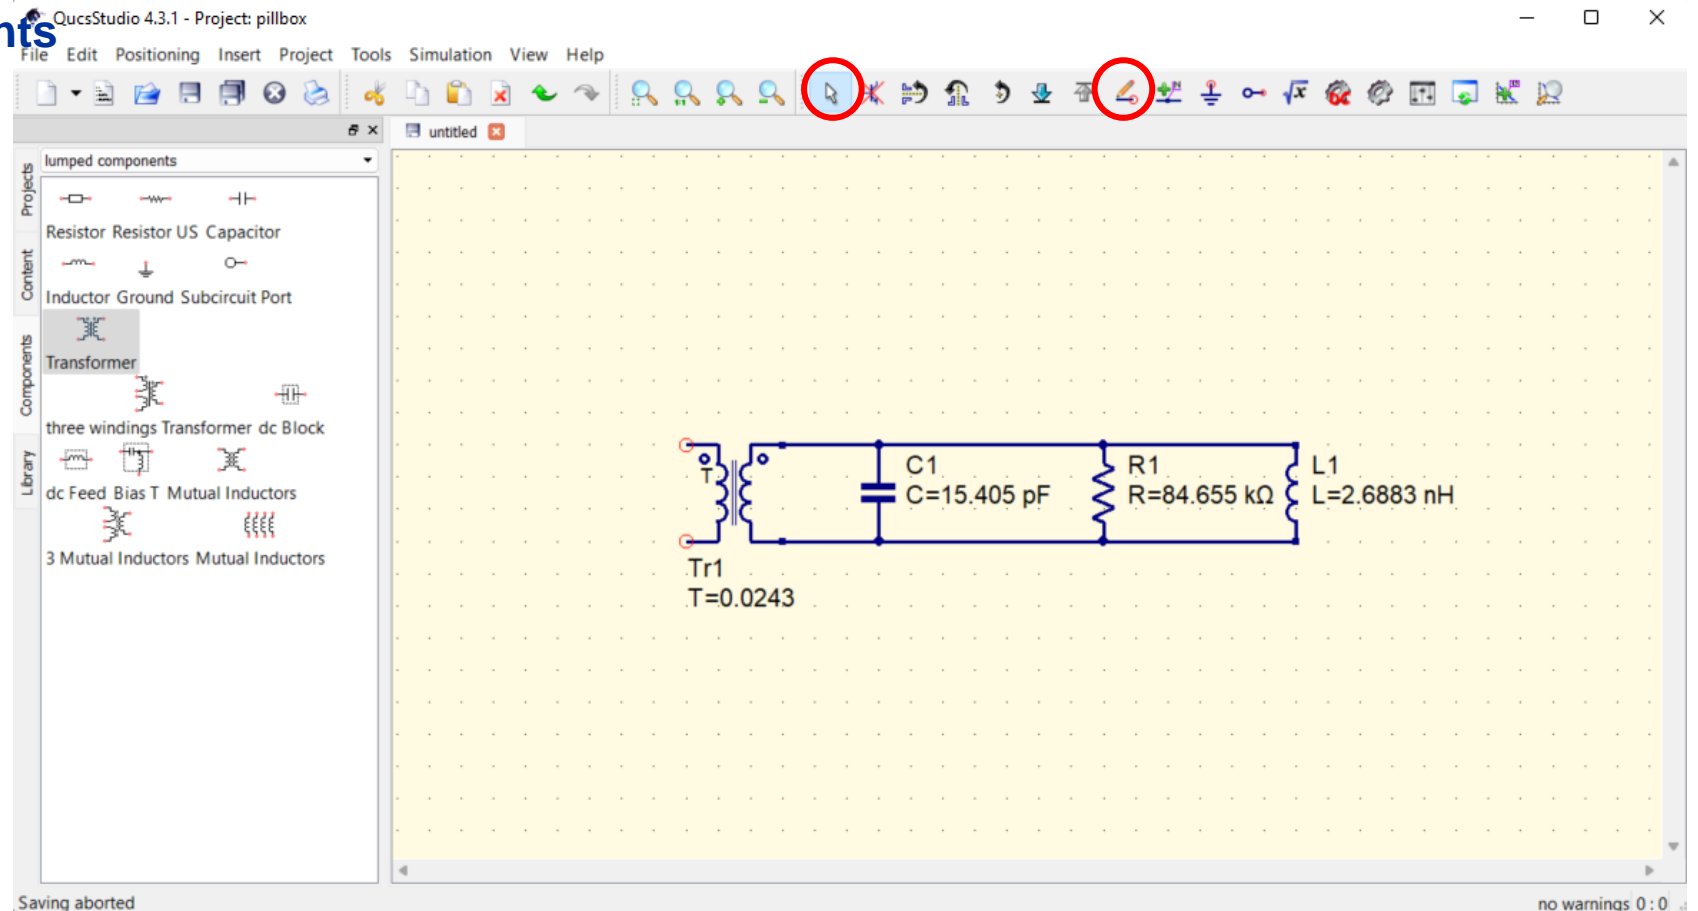 nts
QucsStudio 4.3.1 - Project: pillbox
File Edit Positioning Insert Project Tools Simulation View Help
untitled
Projects
Content
Components
Library
lumped components
Resistor Resistor US Capacitor
Inductor Ground Subcircuit Port
Transformer
three windings Transformer dc Block
dc Feed Bias T Mutual Inductors
3 Mutual Inductors Mutual Inductors
T
C1
C=15.405 pF
R1
R=84.655 kΩ
L1
L=2.6883 nH
Tr1
T=0.0243
Saving aborted
no warnings 0 : 0